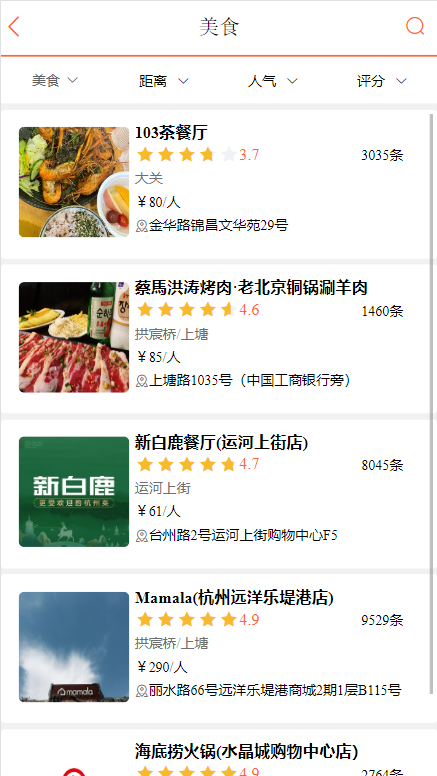 美食
美食 距离 人气 评分
103茶餐厅
3.7 3035条
大关
￥80/人
金华路锦昌文华苑29号
蔡馬洪涛烤肉·老北京铜锅涮羊肉
4.6 1460条
拱宸桥/上塘
￥85/人
上塘路1035号（中国工商银行旁）
新白鹿
更受欢迎的杭州菜
新白鹿餐厅(运河上街店)
4.7 8045条
运河上街
￥61/人
台州路2号运河上街购物中心F5
mamala
Mamala(杭州远洋乐堤港店)
4.9 9529条
拱宸桥/上塘
￥290/人
丽水路66号远洋乐堤港商城2期1层B115号
海底捞火锅(水晶城购物中心店)
4.9 2764条